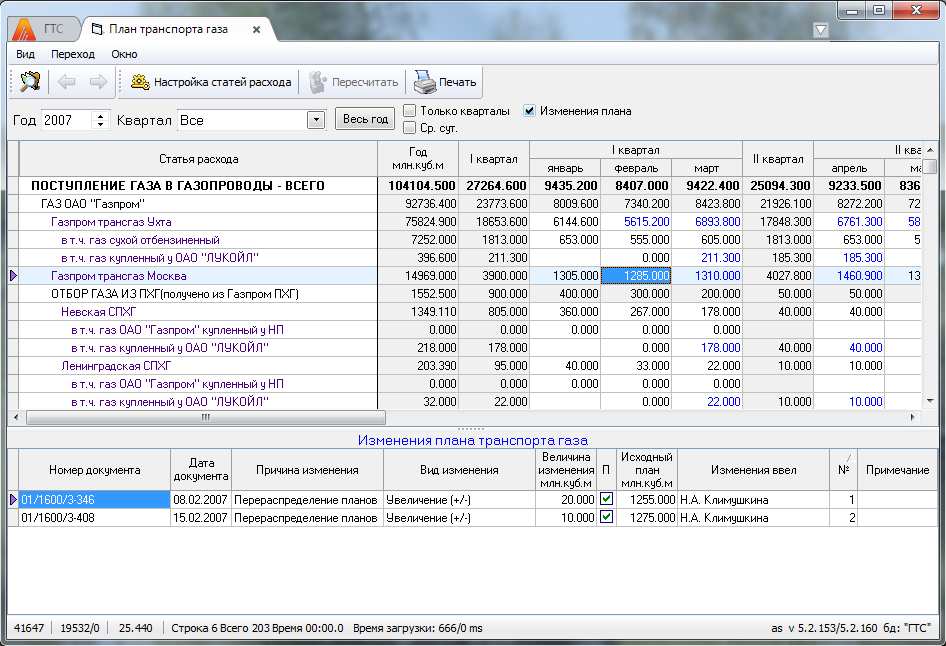 ГТС План транспорта газа
Вид Переход Окно
Настройка статей расхода Пересчитать Печать
Только кварталы Изменения плана
Год 2007 Квартал Все Весь год
Ср. сут.
Статья расхода Год млн.куб.м I квартал I квартал II квартал II ква
январь февраль март апрель ма
ПОСТУПЛЕНИЕ ГАЗА В ГАЗОПРОВОДЫ - ВСЕГО 104104.500 27264.600 9435.200 8407.000 9422.400 25094.300 9233.500 836
ГАЗ ОАО "Газпром" 92736.400 23773.600 8009.600 7340.200 8423.800 21926.100 8272.200 72
Газпром трансгаз Ухта 75824.900 18653.600 6144.600 5615.200 6893.800 17848.300 6761.300 58
в т.ч. газ сухой отбензиненный 7252.000 1813.000 653.000 555.000 605.000 1813.000 653.000 5
в т.ч. газ купленный у ОАО "ЛУКОЙЛ" 396.600 211.300 0.000 211.300 185.300 185.300
Газпром трансгаз Москва 14969.000 3900.000 1305.000 1285.000 1310.000 4027.800 1460.900 13
ОТБОР ГАЗА ИЗ ПХГ(получено из Газпром ПХГ) 1552.500 900.000 400.000 300.000 200.000 50.000 50.000
Невская СПХГ 1349.110 805.000 360.000 267.000 178.000 40.000 40.000
в т.ч. газ ОАО "Газпром" купленный у НП 0.000 0.000 0.000 0.000 0.000
в т.ч. газ купленный у ОАО "ЛУКОЙЛ" 218.000 178.000 0.000 178.000 40.000 40.000
Ленинградская СПХГ 203.390 95.000 40.000 33.000 22.000 10.000 10.000
в т.ч. газ ОАО "Газпром" купленный у НП 0.000 0.000 0.000 0.000 0.000
в т.ч. газ купленный у ОАО "ЛУКОЙЛ" 32.000 22.000 0.000 22.000 10.000 10.000
Изменения плана транспорта газа
Номер документа Дата документа Причина изменения Вид изменения Величина изменения млн.куб.м П Исходный план млн.куб.м Изменения ввел № Примечание
01/1600/3-346 08.02.2007 Перераспределение планов Увеличение (+/-) 20.000 1255.000 Н.А. Климушкина 1
01/1600/3-408 15.02.2007 Перераспределение планов Увеличение (+/-) 10.000 1275.000 Н.А. Климушкина 2
41647 19532/0 25.440 Строка 6 Всего 203 Время 00:00.0 Время загрузки: 666/0 ms as v 5.2.153/5.2.160 бд: "ГТС"